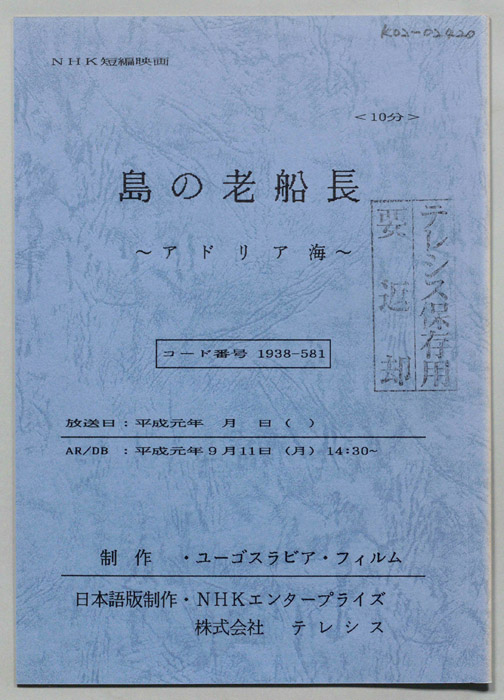 K02-02420
NHK短編映画
<10分>
島の老船長
~アドリア海~
テレシス保存用
要返却
コード番号 1938-581
放送日:平成元年 月 日( )
AR/DB :平成元年9月11日(月)14:30~
制 作 ・ユーゴスラビア・フィルム
日本語版制作・NHKエンタープライズ
株式会社 テレシス